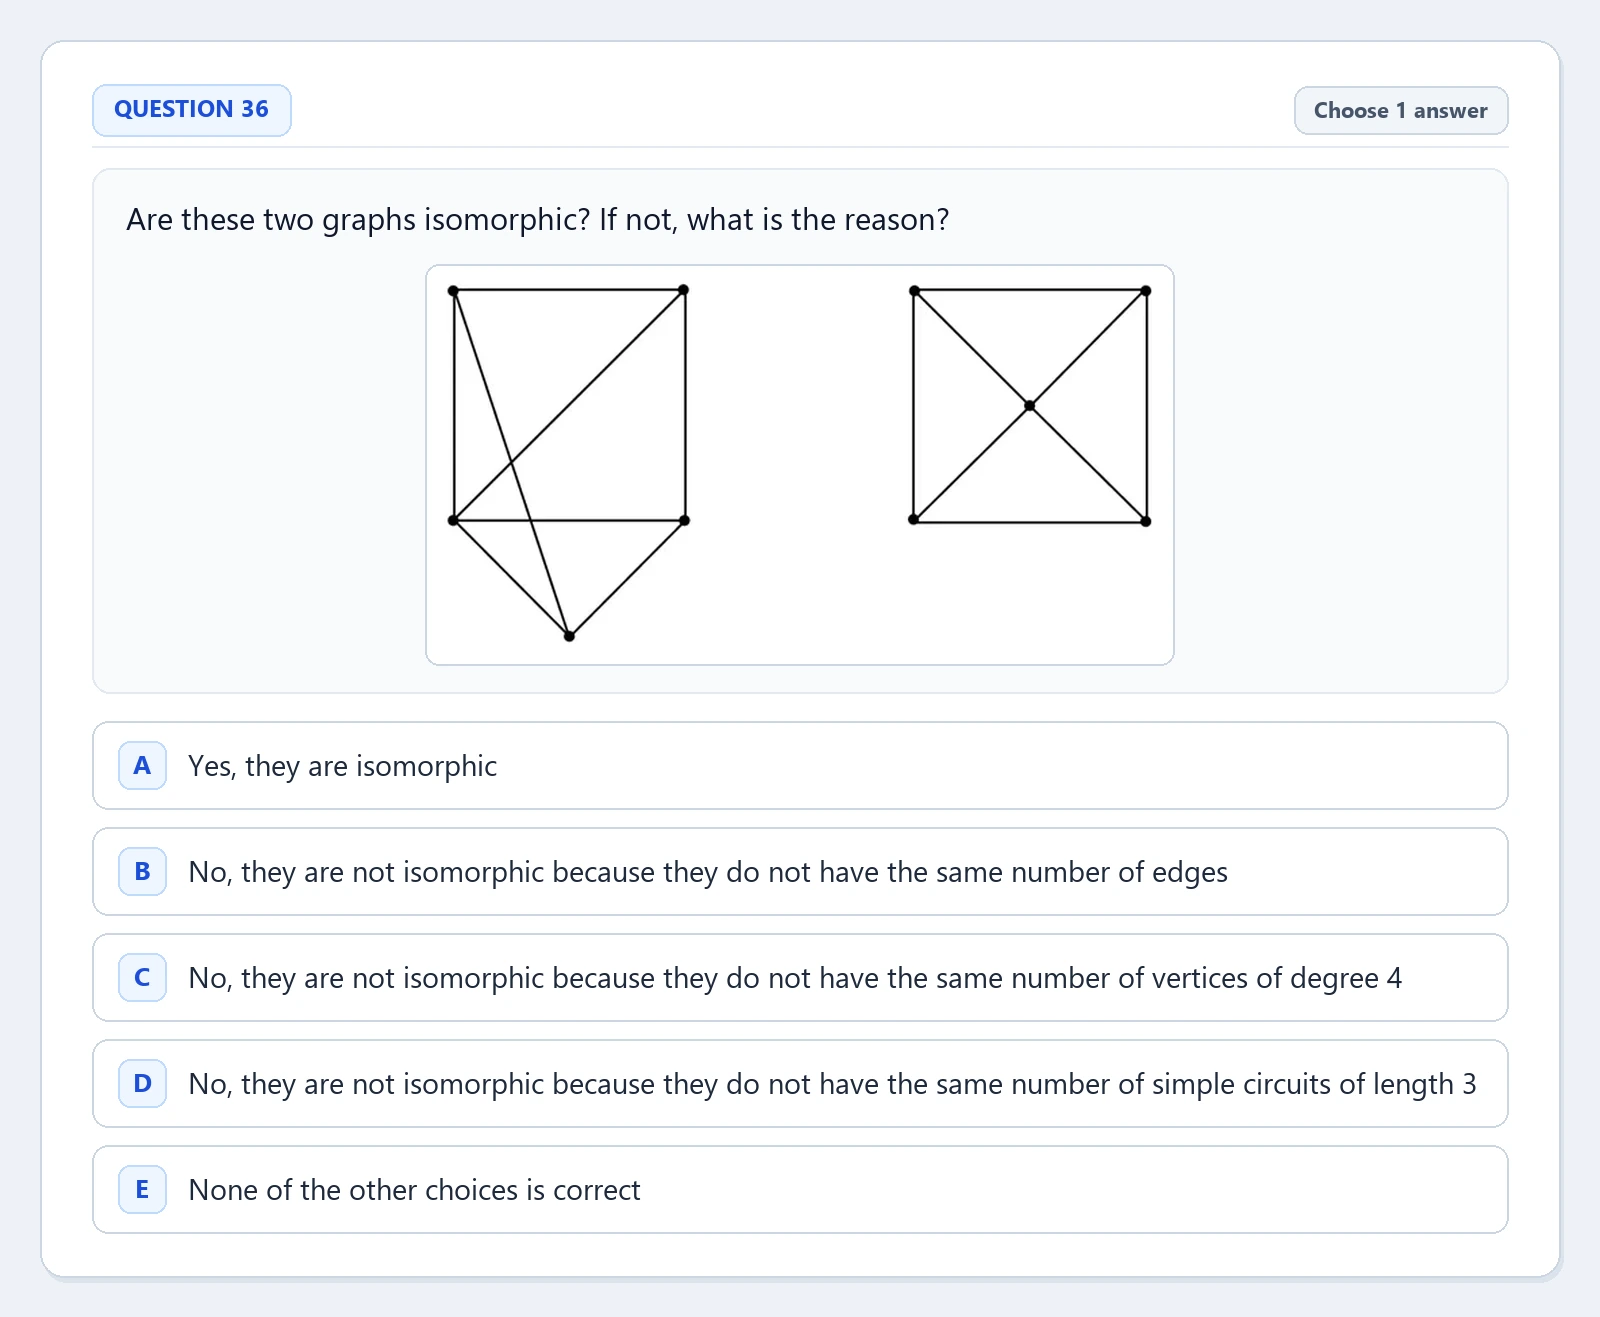 QUESTION 36
Choose 1 answer
Are these two graphs isomorphic? If not, what is the reason?
A Yes, they are isomorphic
B No, they are not isomorphic because they do not have the same number of edges
C No, they are not isomorphic because they do not have the same number of vertices of degree 4
D No, they are not isomorphic because they do not have the same number of simple circuits of length 3
E None of the other choices is correct